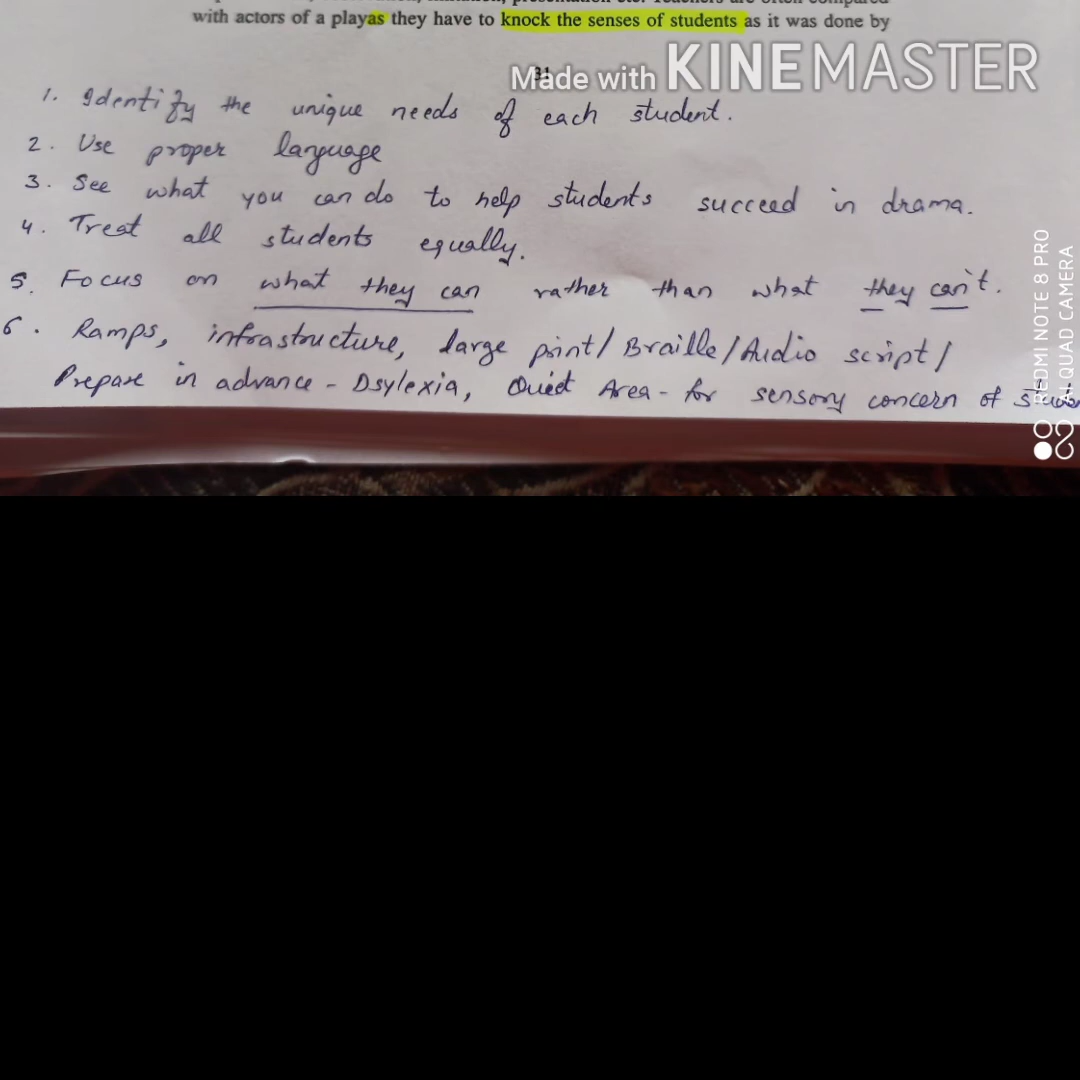 with actors of a playas they have to knock the senses of students as it was done by
Made with KINEMASTER
1. Identify the unique needs of each student.
2. Use proper language
3. See what you can do to help students succeed in drama.
4. Treat all students equally.
5. Focus on what they can rather than what they can't.
6. Ramps, infrastructure, large print/Braille/Audio script/
Prepare in advance - Dsylexia, Quiet Area - for sensory concern of
REDMI NOTE 8 PRO
AI QUAD CAMERA